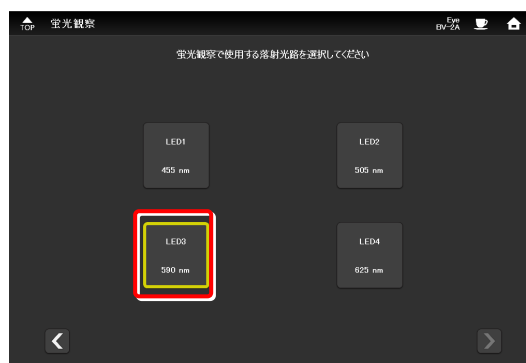 TOP 蛍光観察 Eye BV-2A
蛍光観察で使用する落射光路を選択してください
LED1 LED2
455 nm 505 nm
LED3 LED4
590 nm 625 nm